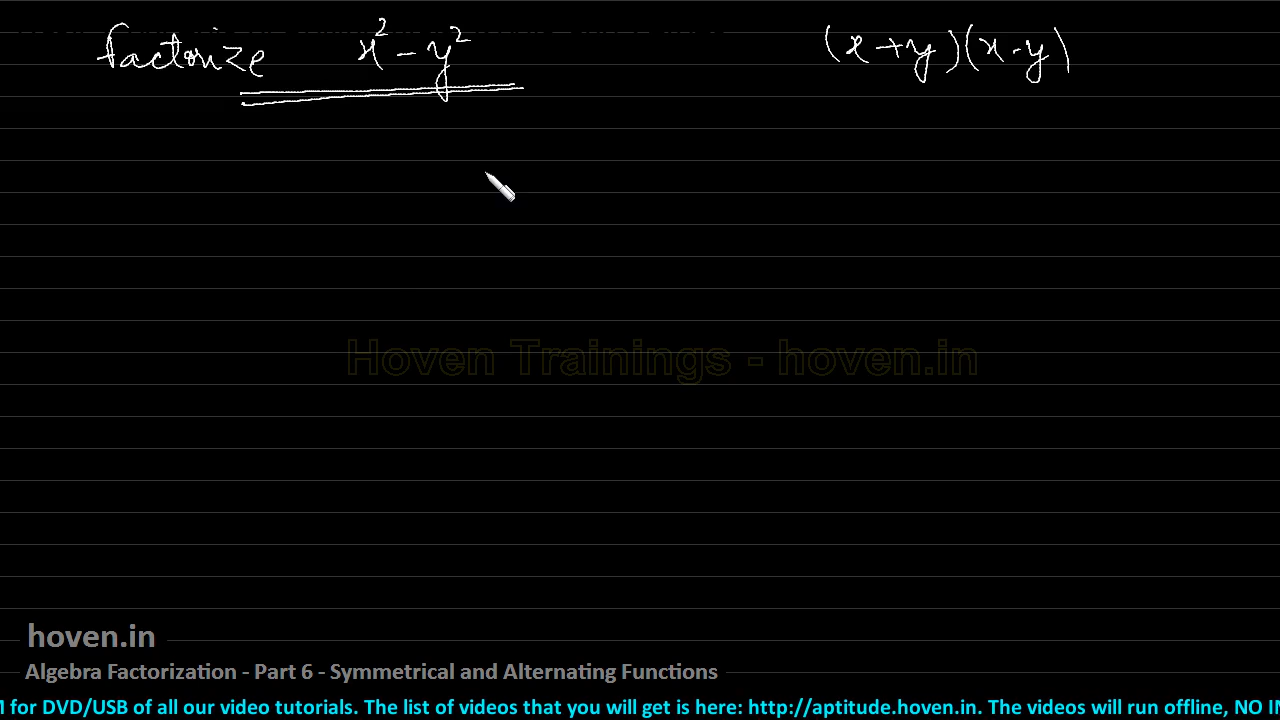 factorize x² - y² (x + y)(x - y)
Hoven Trainings - hoven.in
hoven.in
Algebra Factorization - Part 6 - Symmetrical and Alternating Functions
for DVD/USB of all our video tutorials. The list of videos that you will get is here: http://aptitude.hoven.in. The videos will run offline, NO